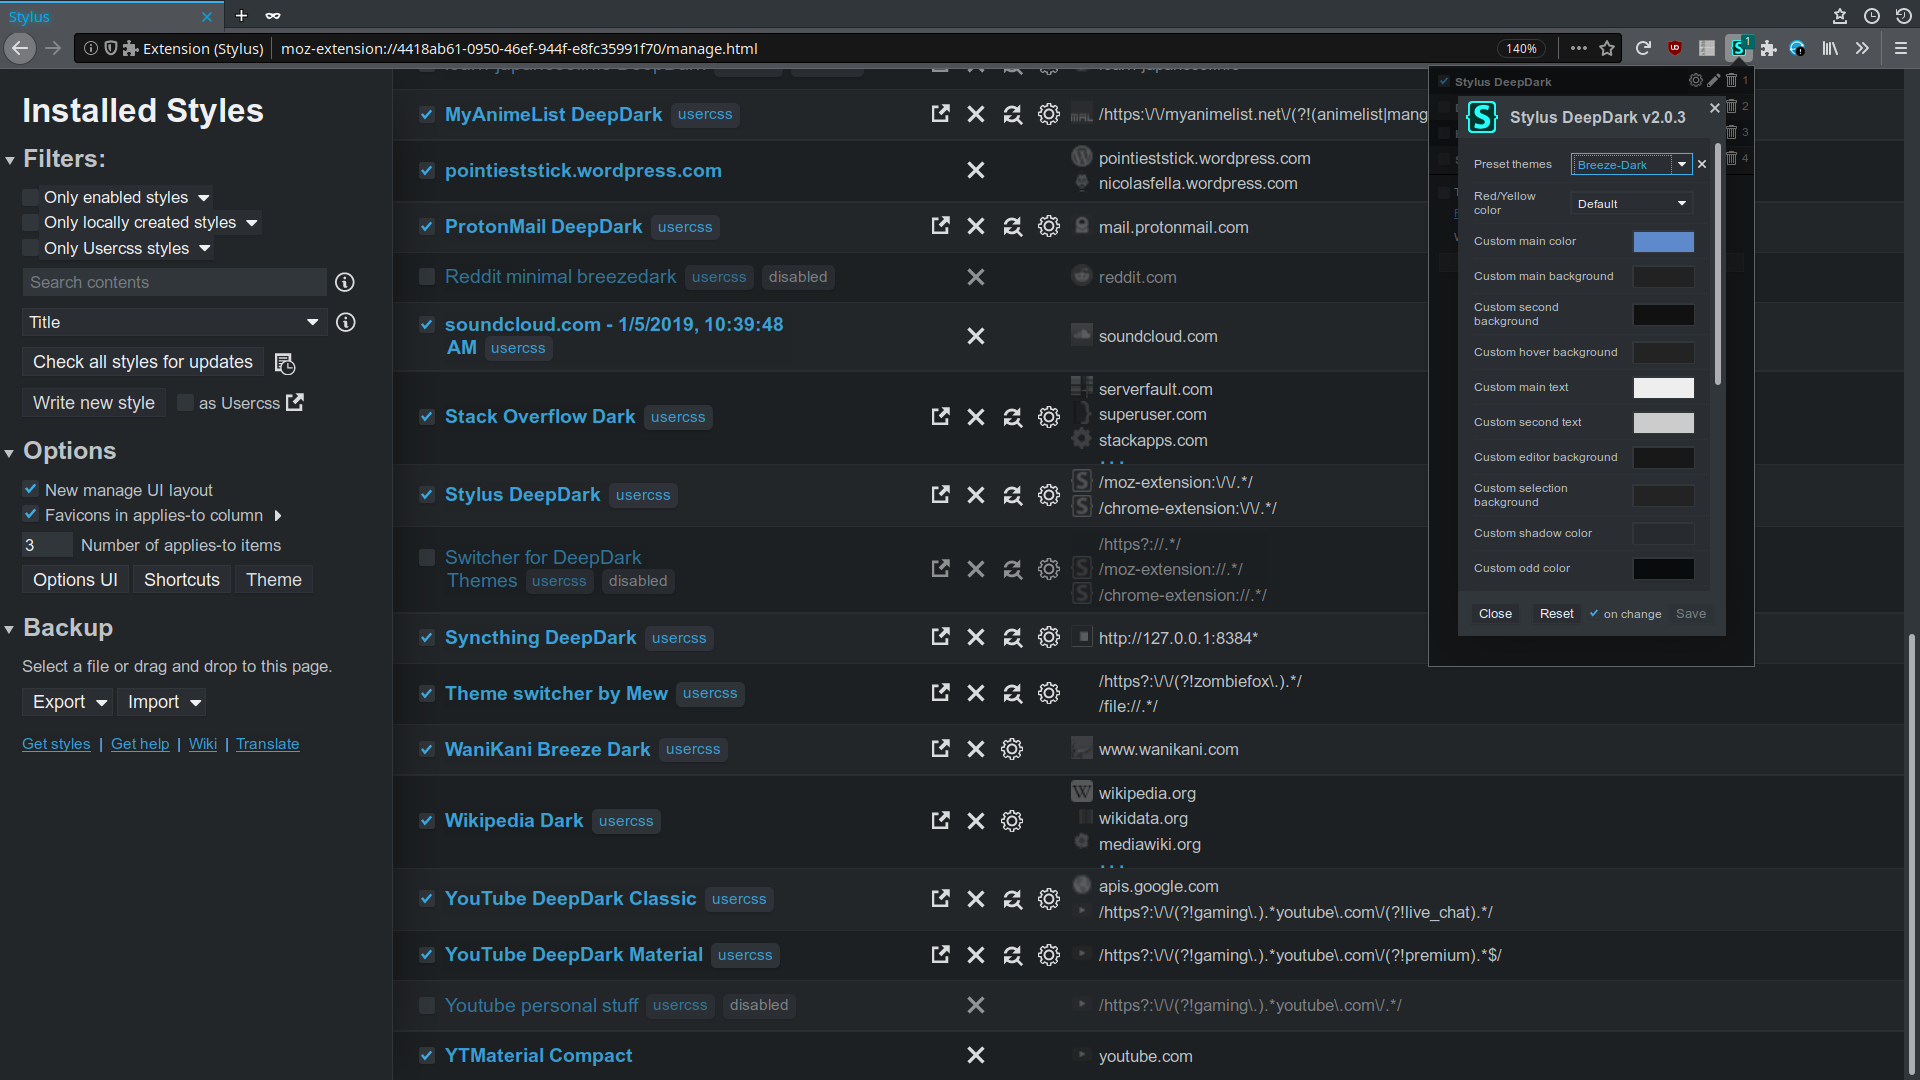 Stylus
Extension (Stylus)
moz-extension://4418ab61-0950-46ef-944f-e8fc35991f70/manage.html
140%
1
Installed Styles
Filters:
Only enabled styles
Only locally created styles
Only Usercss styles
Search contents
Title
Check all styles for updates
Write new style
as Usercss
Options
New manage UI layout
Favicons in applies-to column
3 Number of applies-to items
Options UI Shortcuts Theme
Backup
Select a file or drag and drop to this page.
Export Import
Get styles | Get help | Wiki | Translate
MyAnimeList DeepDark usercss
/https:\/\/myanimelist.net\/(?!(animelist|mang
pointieststick.wordpress.com
pointieststick.wordpress.com
nicolasfella.wordpress.com
ProtonMail DeepDark usercss
mail.protonmail.com
Reddit minimal breezedark usercss disabled
reddit.com
soundcloud.com - 1/5/2019, 10:39:48
AM usercss
soundcloud.com
Stack Overflow Dark usercss
serverfault.com
superuser.com
stackapps.com
...
Stylus DeepDark usercss
/moz-extension:\/\/.*/
/chrome-extension:\/\/.*/
Switcher for DeepDark
Themes usercss disabled
/https?://.*/
/moz-extension://.*/
/chrome-extension://.*/
Syncthing DeepDark usercss
http://127.0.0.1:8384*
Theme switcher by Mew usercss
/https?:\/\/(?!zombiefox\.).*/
/file://.*/
WaniKani Breeze Dark usercss
www.wanikani.com
Wikipedia Dark usercss
wikipedia.org
wikidata.org
mediawiki.org
...
YouTube DeepDark Classic usercss
apis.google.com
/https?:\/\/(?!gaming\.).*youtube\.com\/(?!live_chat).*/
YouTube DeepDark Material usercss
/https?:\/\/(?!gaming\.).*youtube\.com\/(?!premium).*$/
Youtube personal stuff usercss disabled
/https?:\/\/(?!gaming\.).*youtube\.com\/.*/
YTMaterial Compact
youtube.com
Stylus DeepDark
1
2
3
4
Stylus DeepDark v2.0.3
Preset themes Breeze-Dark
Red/Yellow
color
Default
Custom main color
Custom main background
Custom second
background
Custom hover background
Custom main text
Custom second text
Custom editor background
Custom selection
background
Custom shadow color
Custom odd color
Close Reset on change Save